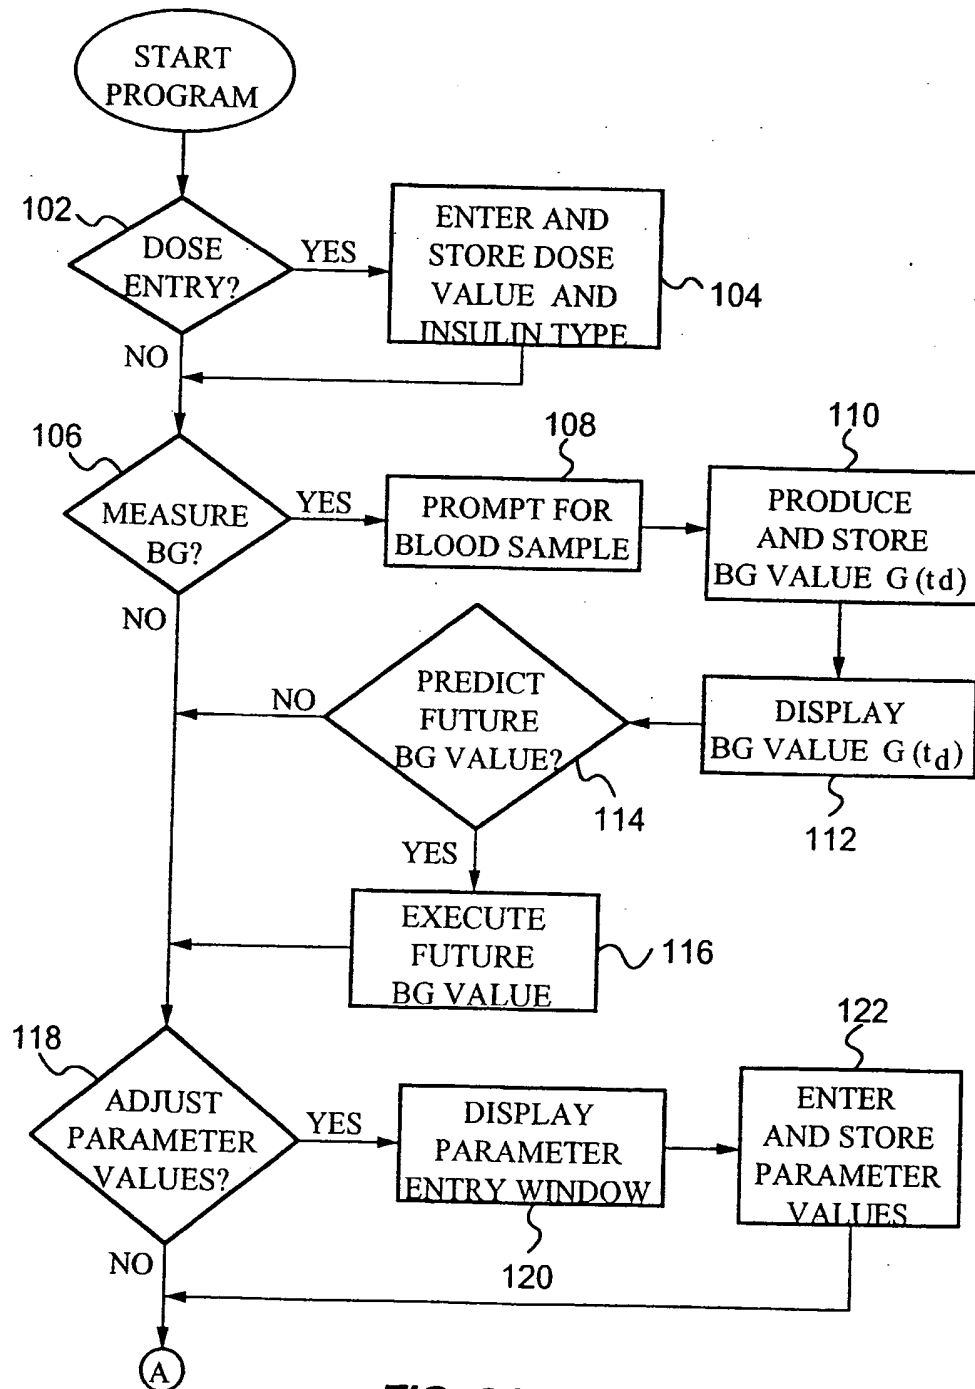 START
PROGRAM
102
DOSE
ENTRY?
YES
ENTER AND
STORE DOSE
VALUE AND
INSULIN TYPE
104
NO
106
MEASURE
BG?
YES
108
PROMPT FOR
BLOOD SAMPLE
110
PRODUCE
AND STORE
BG VALUE G (td)
NO
DISPLAY
BG VALUE G (td)
112
PREDICT
FUTURE
BG VALUE?
114
NO
YES
EXECUTE
FUTURE
BG VALUE
116
118
ADJUST
PARAMETER
VALUES?
YES
DISPLAY
PARAMETER
ENTRY WINDOW
120
122
ENTER
AND STORE
PARAMETER
VALUES
NO
A